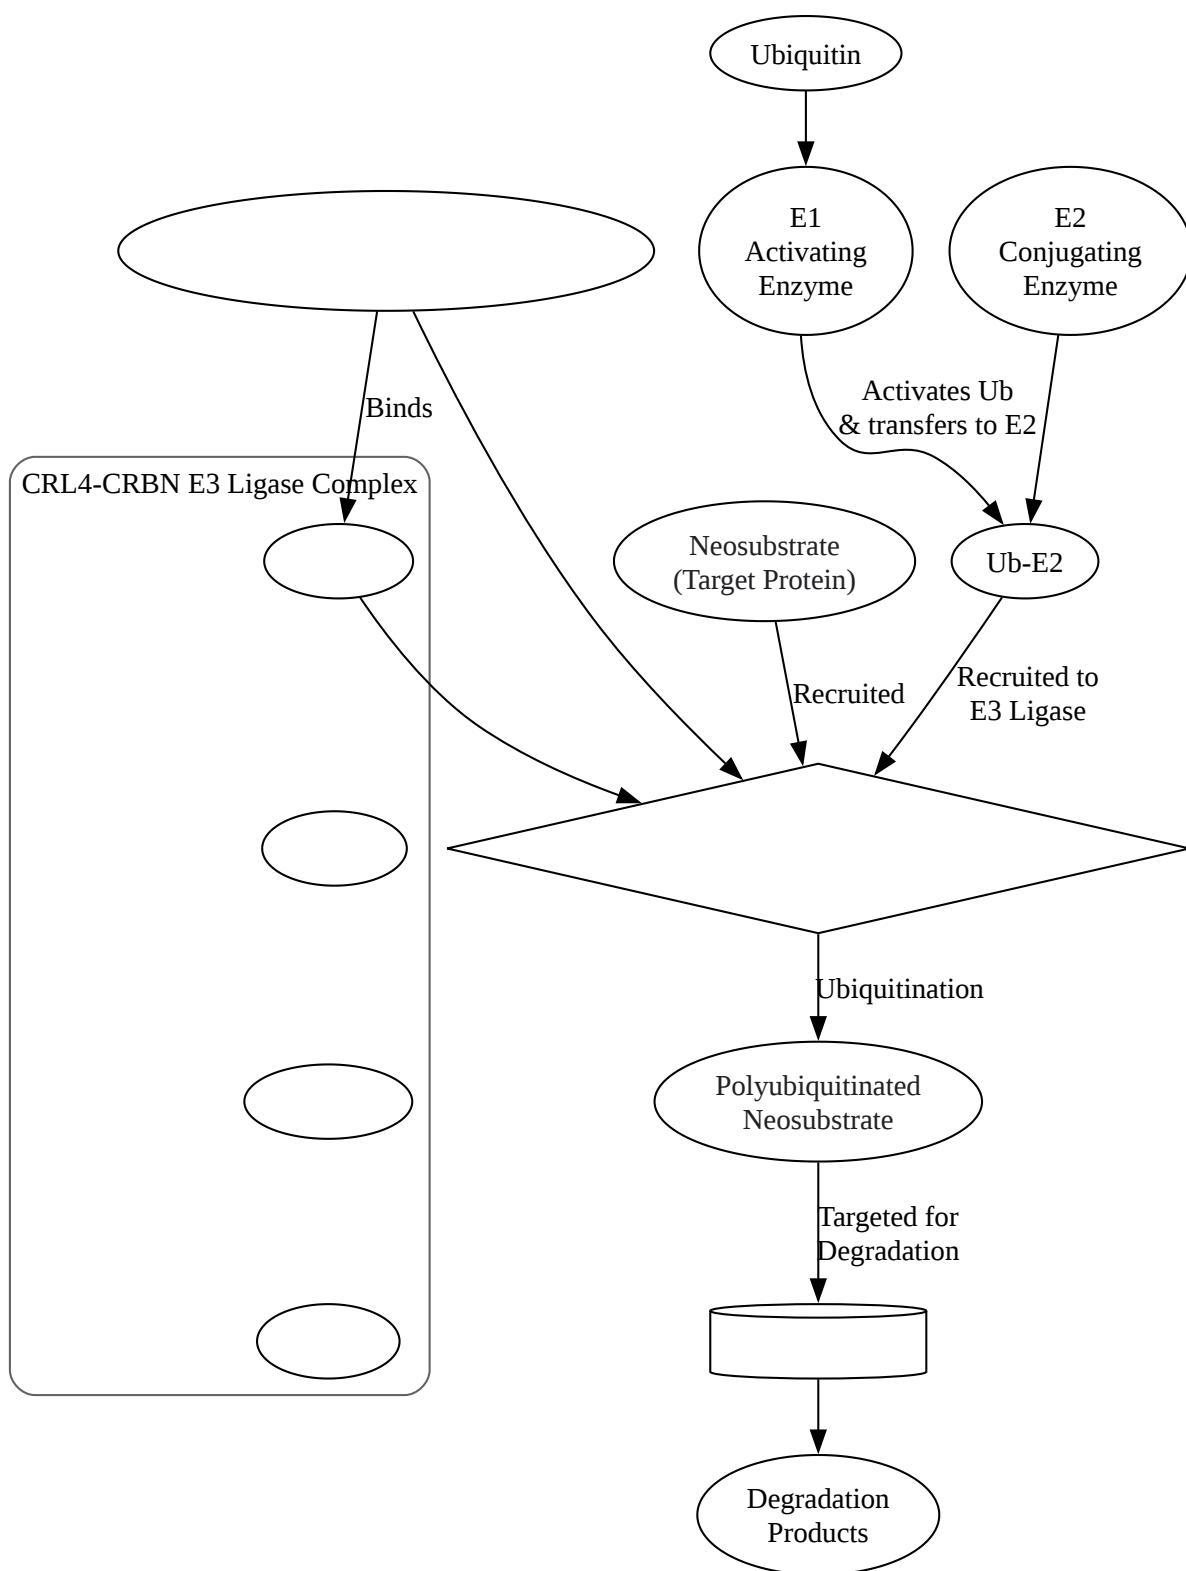 Ubiquitin
E1
Activating
Enzyme
E2
Conjugating
Enzyme
Activates Ub
& transfers to E2
Binds
CRL4-CRBN E3 Ligase Complex
Neosubstrate
(Target Protein)
Ub-E2
Recruited
Recruited to
E3 Ligase
Ubiquitination
Polyubiquitinated
Neosubstrate
Targeted for
Degradation
Degradation
Products